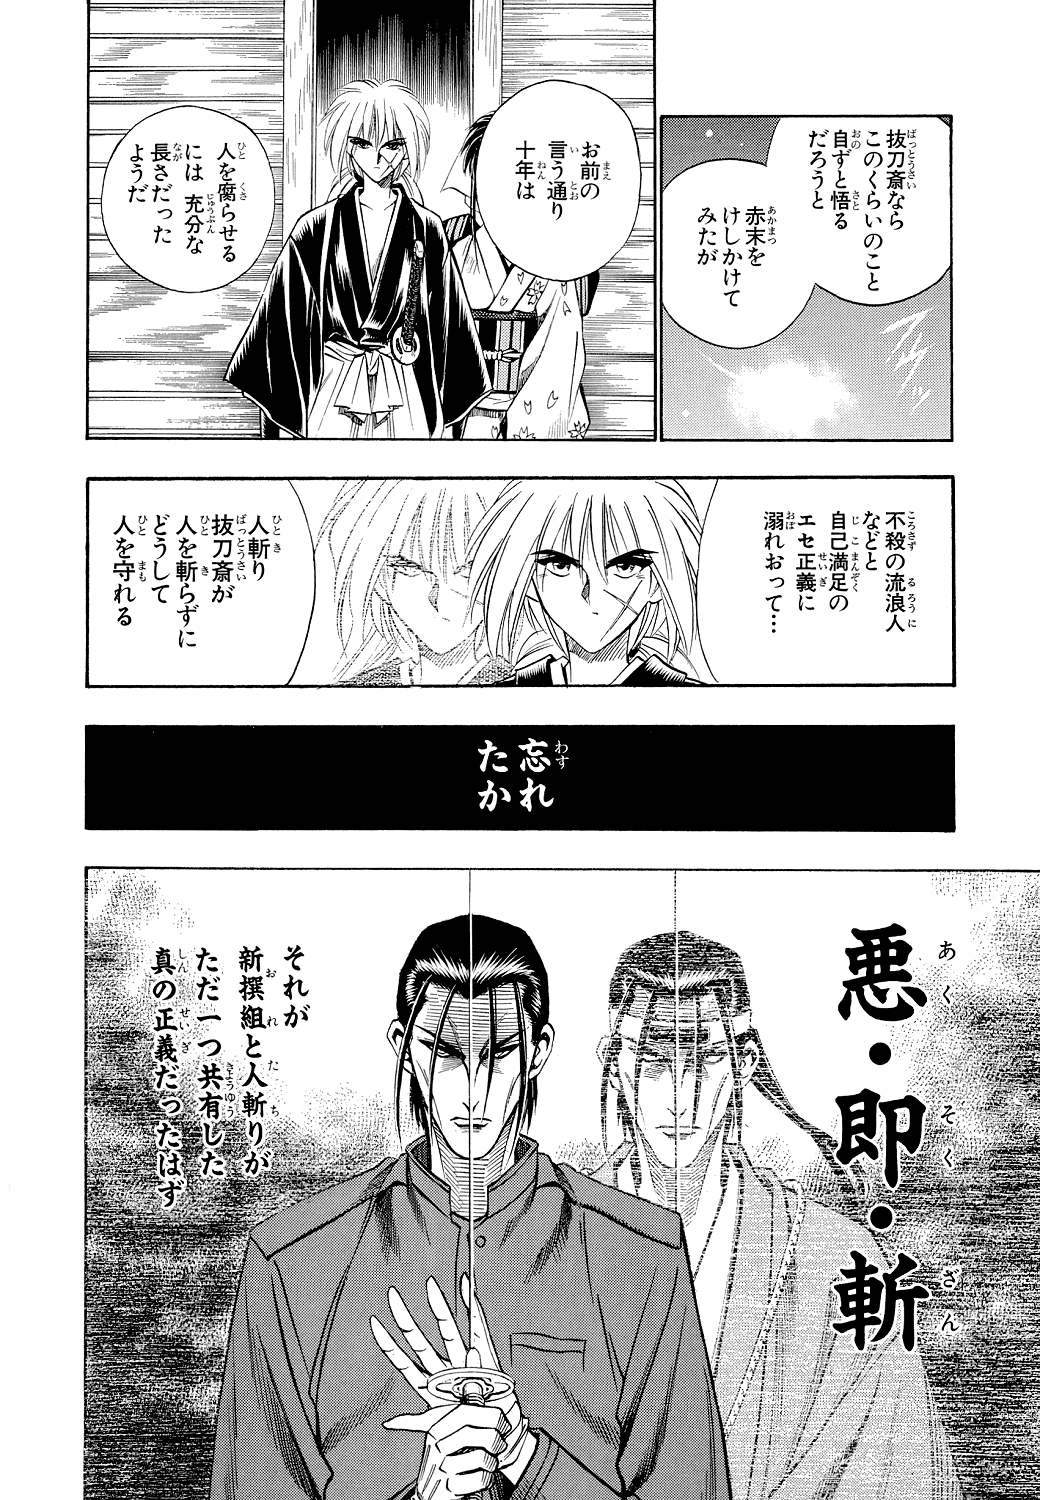 抜刀斎なら
このくらいのこと
自ずと悟る
だろうと
赤末を
けしかけて
みたが
お前の
言う通り
十年は
人を腐らせる
には 充分な
長さだった
ようだ
不殺の流浪人
などと
自己満足の
エセ正義に
溺れおって…
人斬り
抜刀斎が
人を斬らずに
どうして
人を守れる
忘れ
たか
悪・即・斬
それが
新撰組と人斬りが
ただ一つ共有した
真の正義だったはず